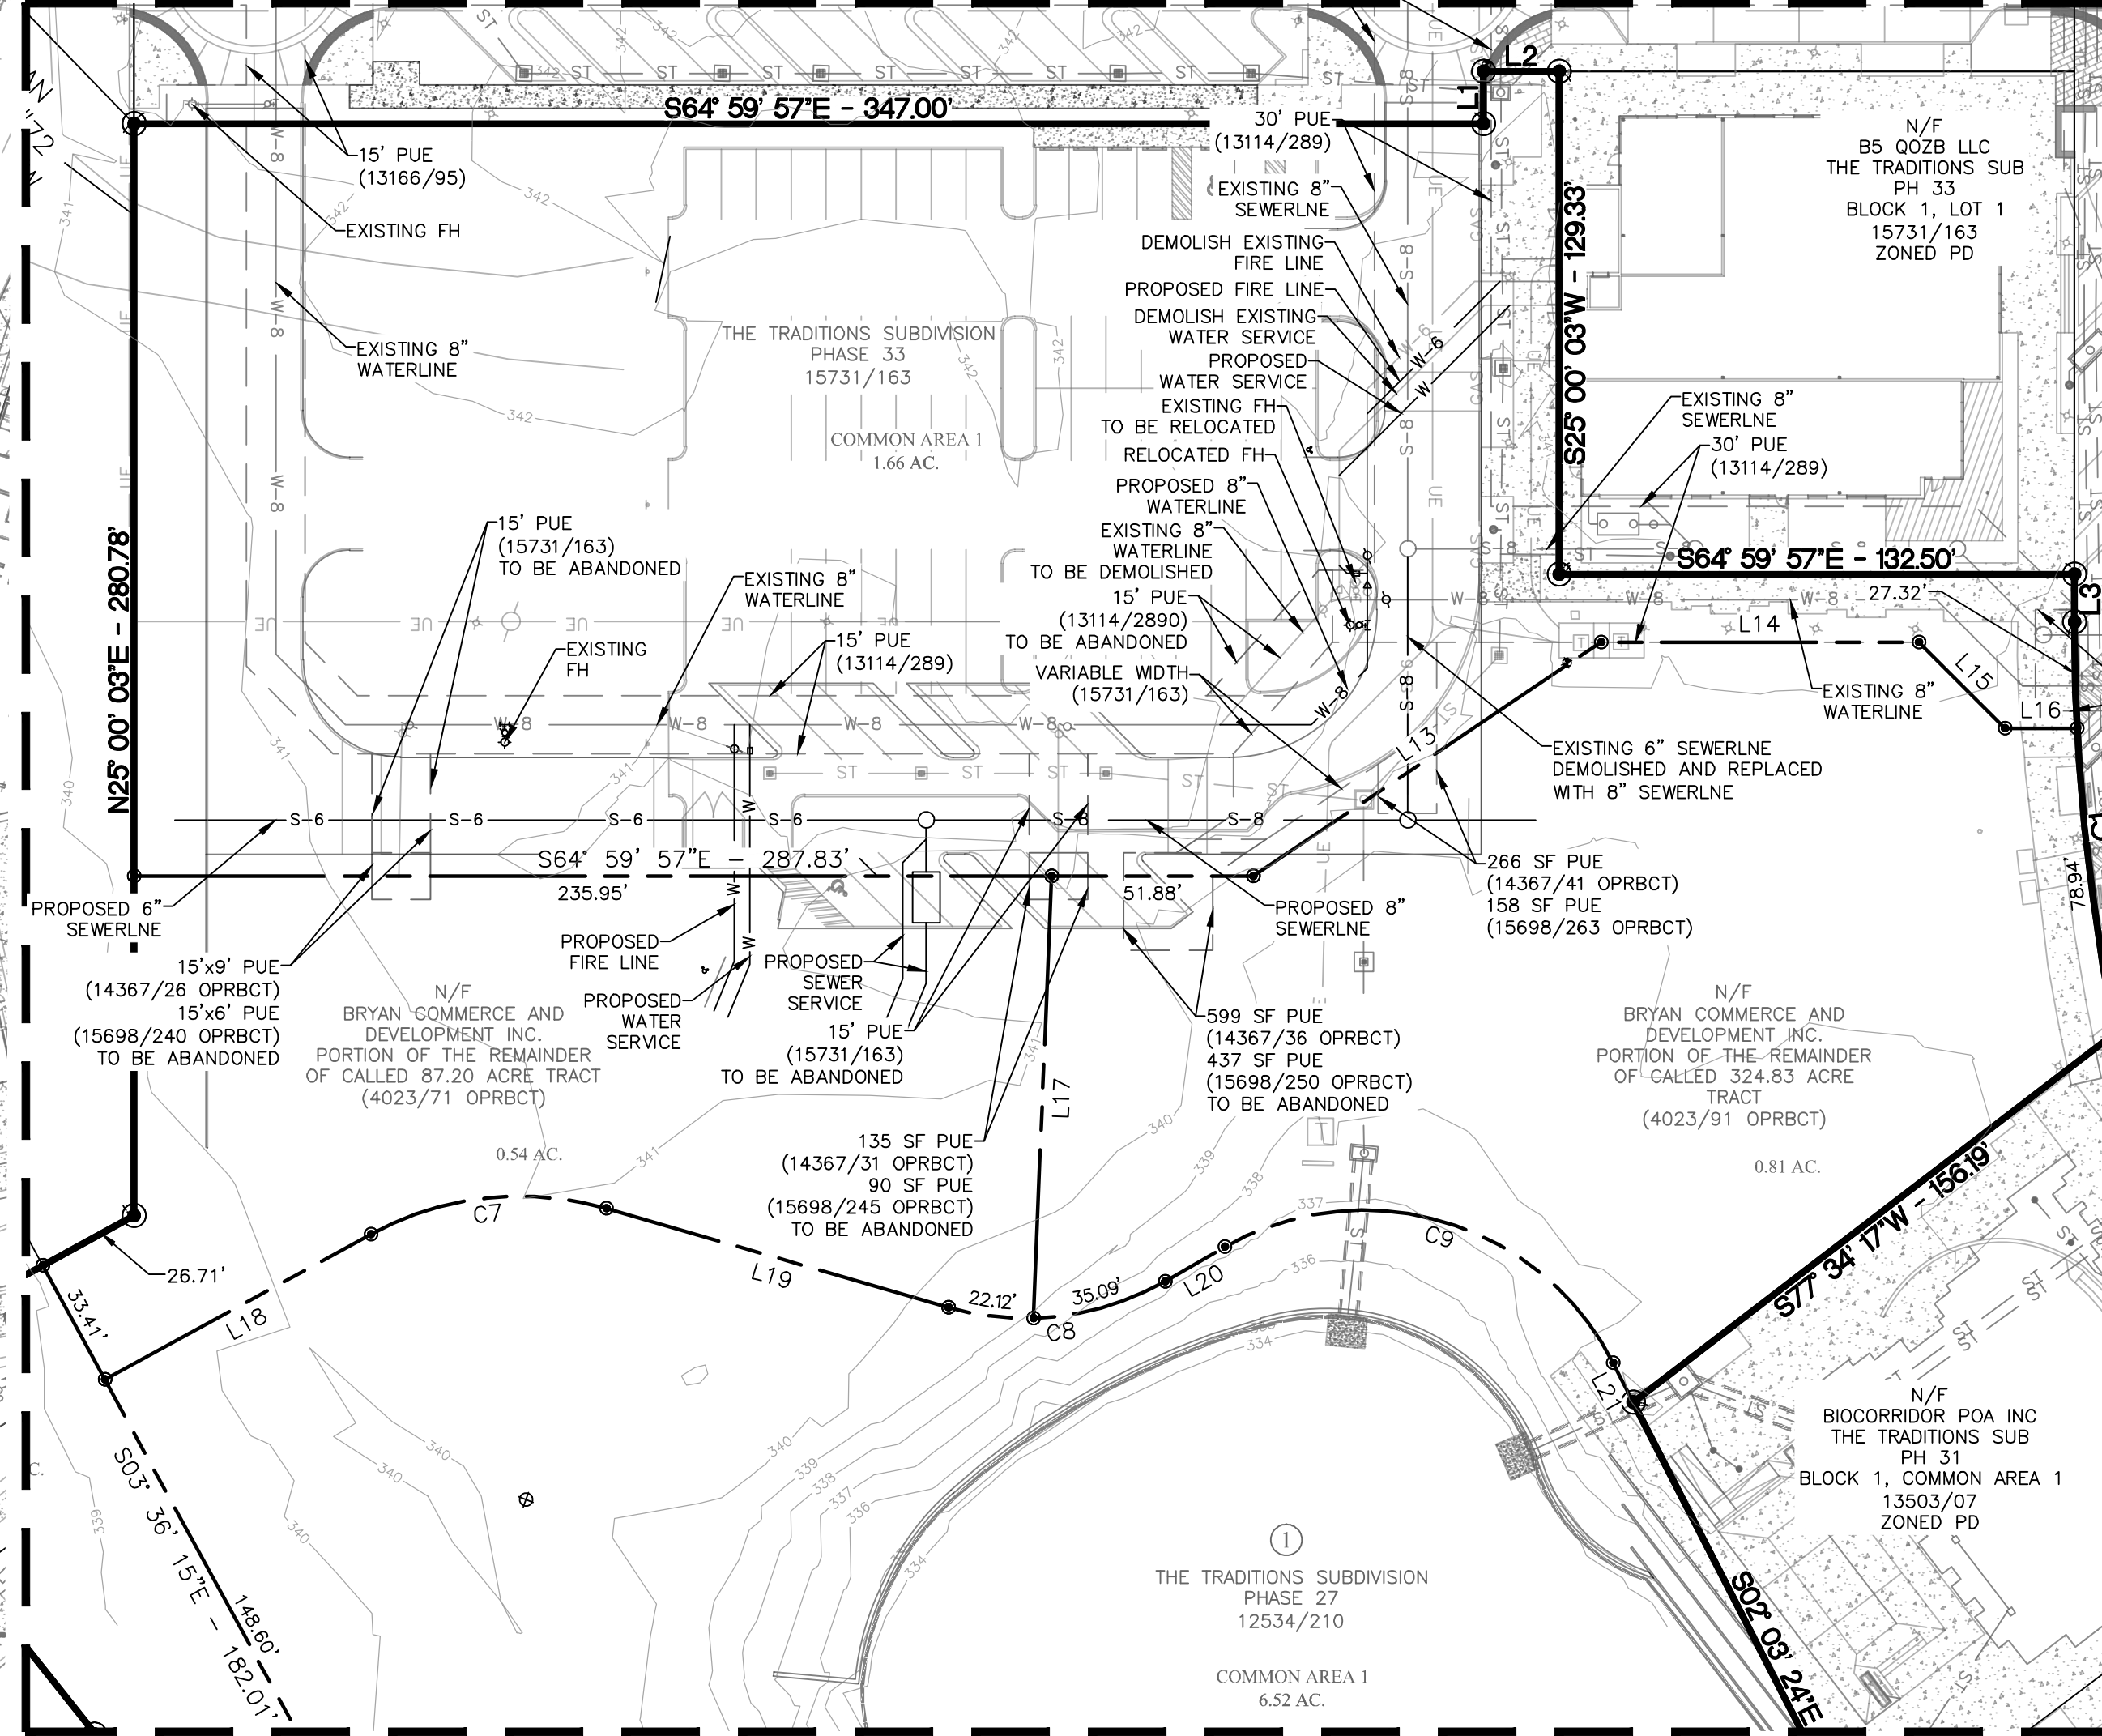 L2
L1
S64° 59' 57"E - 347.00'
15' PUE
(13166/95)
EXISTING FH
EXISTING 8"
WATERLINE
30' PUE
(13114/289)
EXISTING 8"
SEWERLNE
DEMOLISH EXISTING
FIRE LINE
PROPOSED FIRE LINE
DEMOLISH EXISTING
WATER SERVICE
PROPOSED
WATER SERVICE
EXISTING FH
TO BE RELOCATED
RELOCATED FH
PROPOSED 8"
WATERLINE
EXISTING 8"
WATERLINE
TO BE DEMOLISHED
15' PUE
(13114/2890)
TO BE ABANDONED
VARIABLE WIDTH
(15731/163)
N/F
B5 QOZB LLC
THE TRADITIONS SUB
PH 33
BLOCK 1, LOT 1
15731/163
ZONED PD
S25° 00' 03"W - 129.33'
EXISTING 8"
SEWERLNE
30' PUE
(13114/289)
S64° 59' 57"E - 132.50'
27.32'
L3
L14
L15
L16
EXISTING 8"
WATERLINE
THE TRADITIONS SUBDIVISION
PHASE 33
15731/163
COMMON AREA 1
1.66 AC.
N25° 00' 03"E - 280.78'
15' PUE
(15731/163)
TO BE ABANDONED
EXISTING 8"
WATERLINE
EXISTING
FH
15' PUE
(13114/289)
L13
EXISTING 6" SEWERLNE
DEMOLISHED AND REPLACED
WITH 8" SEWERLNE
S-6 S-6 S-6 S-6 S-8 S-8
S64° 59' 57"E - 287.83'
235.95'
51.88'
78.94'
PROPOSED 6"
SEWERLNE
15'x9' PUE
(14367/26 OPRBCT)
15'x6' PUE
(15698/240 OPRBCT)
TO BE ABANDONED
PROPOSED
FIRE LINE
PROPOSED
WATER
SERVICE
PROPOSED
SEWER
SERVICE
15' PUE
(15731/163)
TO BE ABANDONED
PROPOSED 8"
SEWERLNE
266 SF PUE
(14367/41 OPRBCT)
158 SF PUE
(15698/263 OPRBCT)
599 SF PUE
(14367/36 OPRBCT)
437 SF PUE
(15698/250 OPRBCT)
TO BE ABANDONED
135 SF PUE
(14367/31 OPRBCT)
90 SF PUE
(15698/245 OPRBCT)
TO BE ABANDONED
N/F
BRYAN COMMERCE AND
DEVELOPMENT INC.
PORTION OF THE REMAINDER
OF CALLED 87.20 ACRE TRACT
(4023/71 OPRBCT)
0.54 AC.
N/F
BRYAN COMMERCE AND
DEVELOPMENT INC.
PORTION OF THE REMAINDER
OF CALLED 324.83 ACRE
TRACT
(4023/91 OPRBCT)
0.81 AC.
L17
C7
L19
22.12'
35.09'
C8
L20
C9
L21
26.71'
33.41'
L18
S77° 34' 17"W - 156.19'
S03° 36' 15"E - 182.01'
148.60'
S02° 03' 24"E
N/F
BIOCORRIDOR POA INC
THE TRADITIONS SUB
PH 31
BLOCK 1, COMMON AREA 1
13503/07
ZONED PD
1
THE TRADITIONS SUBDIVISION
PHASE 27
12534/210
COMMON AREA 1
6.52 AC.